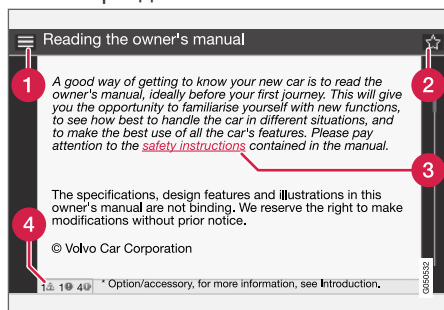 Reading the owner's manual
1
2
A good way of getting to know your new car is to read the
owner's manual, ideally before your first journey. This will give
you the opportunity to familiarise yourself with new functions,
to see how best to handle the car in different situations, and
to make the best use of all the car's features. Please pay
attention to the safety instructions contained in the manual.
3
The specifications, design features and illustrations in this
owner's manual are not binding. We reserve the right to make
modifications without prior notice.
4
© Volvo Car Corporation
1 1 4 * Option/accessory, for more information, see Introduction.
G050532